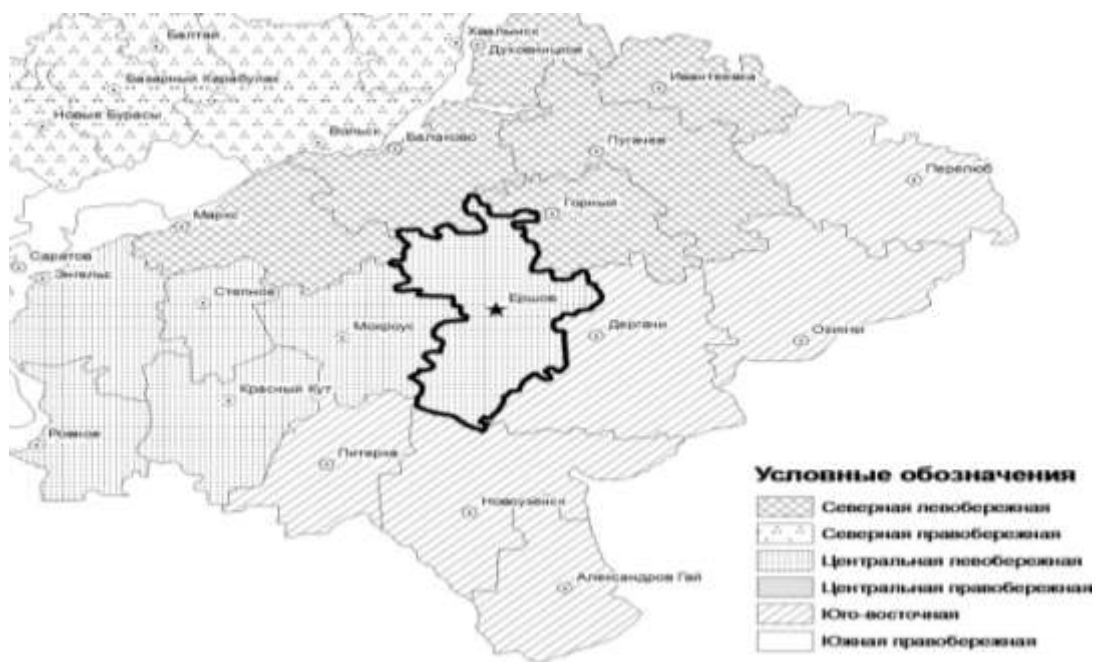 Балтай
Хвалынск
Духовницкое
Базарный Карабулак
Ивантеевка
Новые Бурасы
Вольск
Балаково
Пугачев
Перелюб
Маркс
Горный
Саратов
Энгельс
Степное
Ершов
Мокроус
Дергачи
Озинки
Красный Кут
Ровное
Питерка
Новоузенск
Александров Гай
Условные обозначения
Северная левобережная
Северная правобережная
Центральная левобережная
Центральная правобережная
Юго-восточная
Южная правобережная